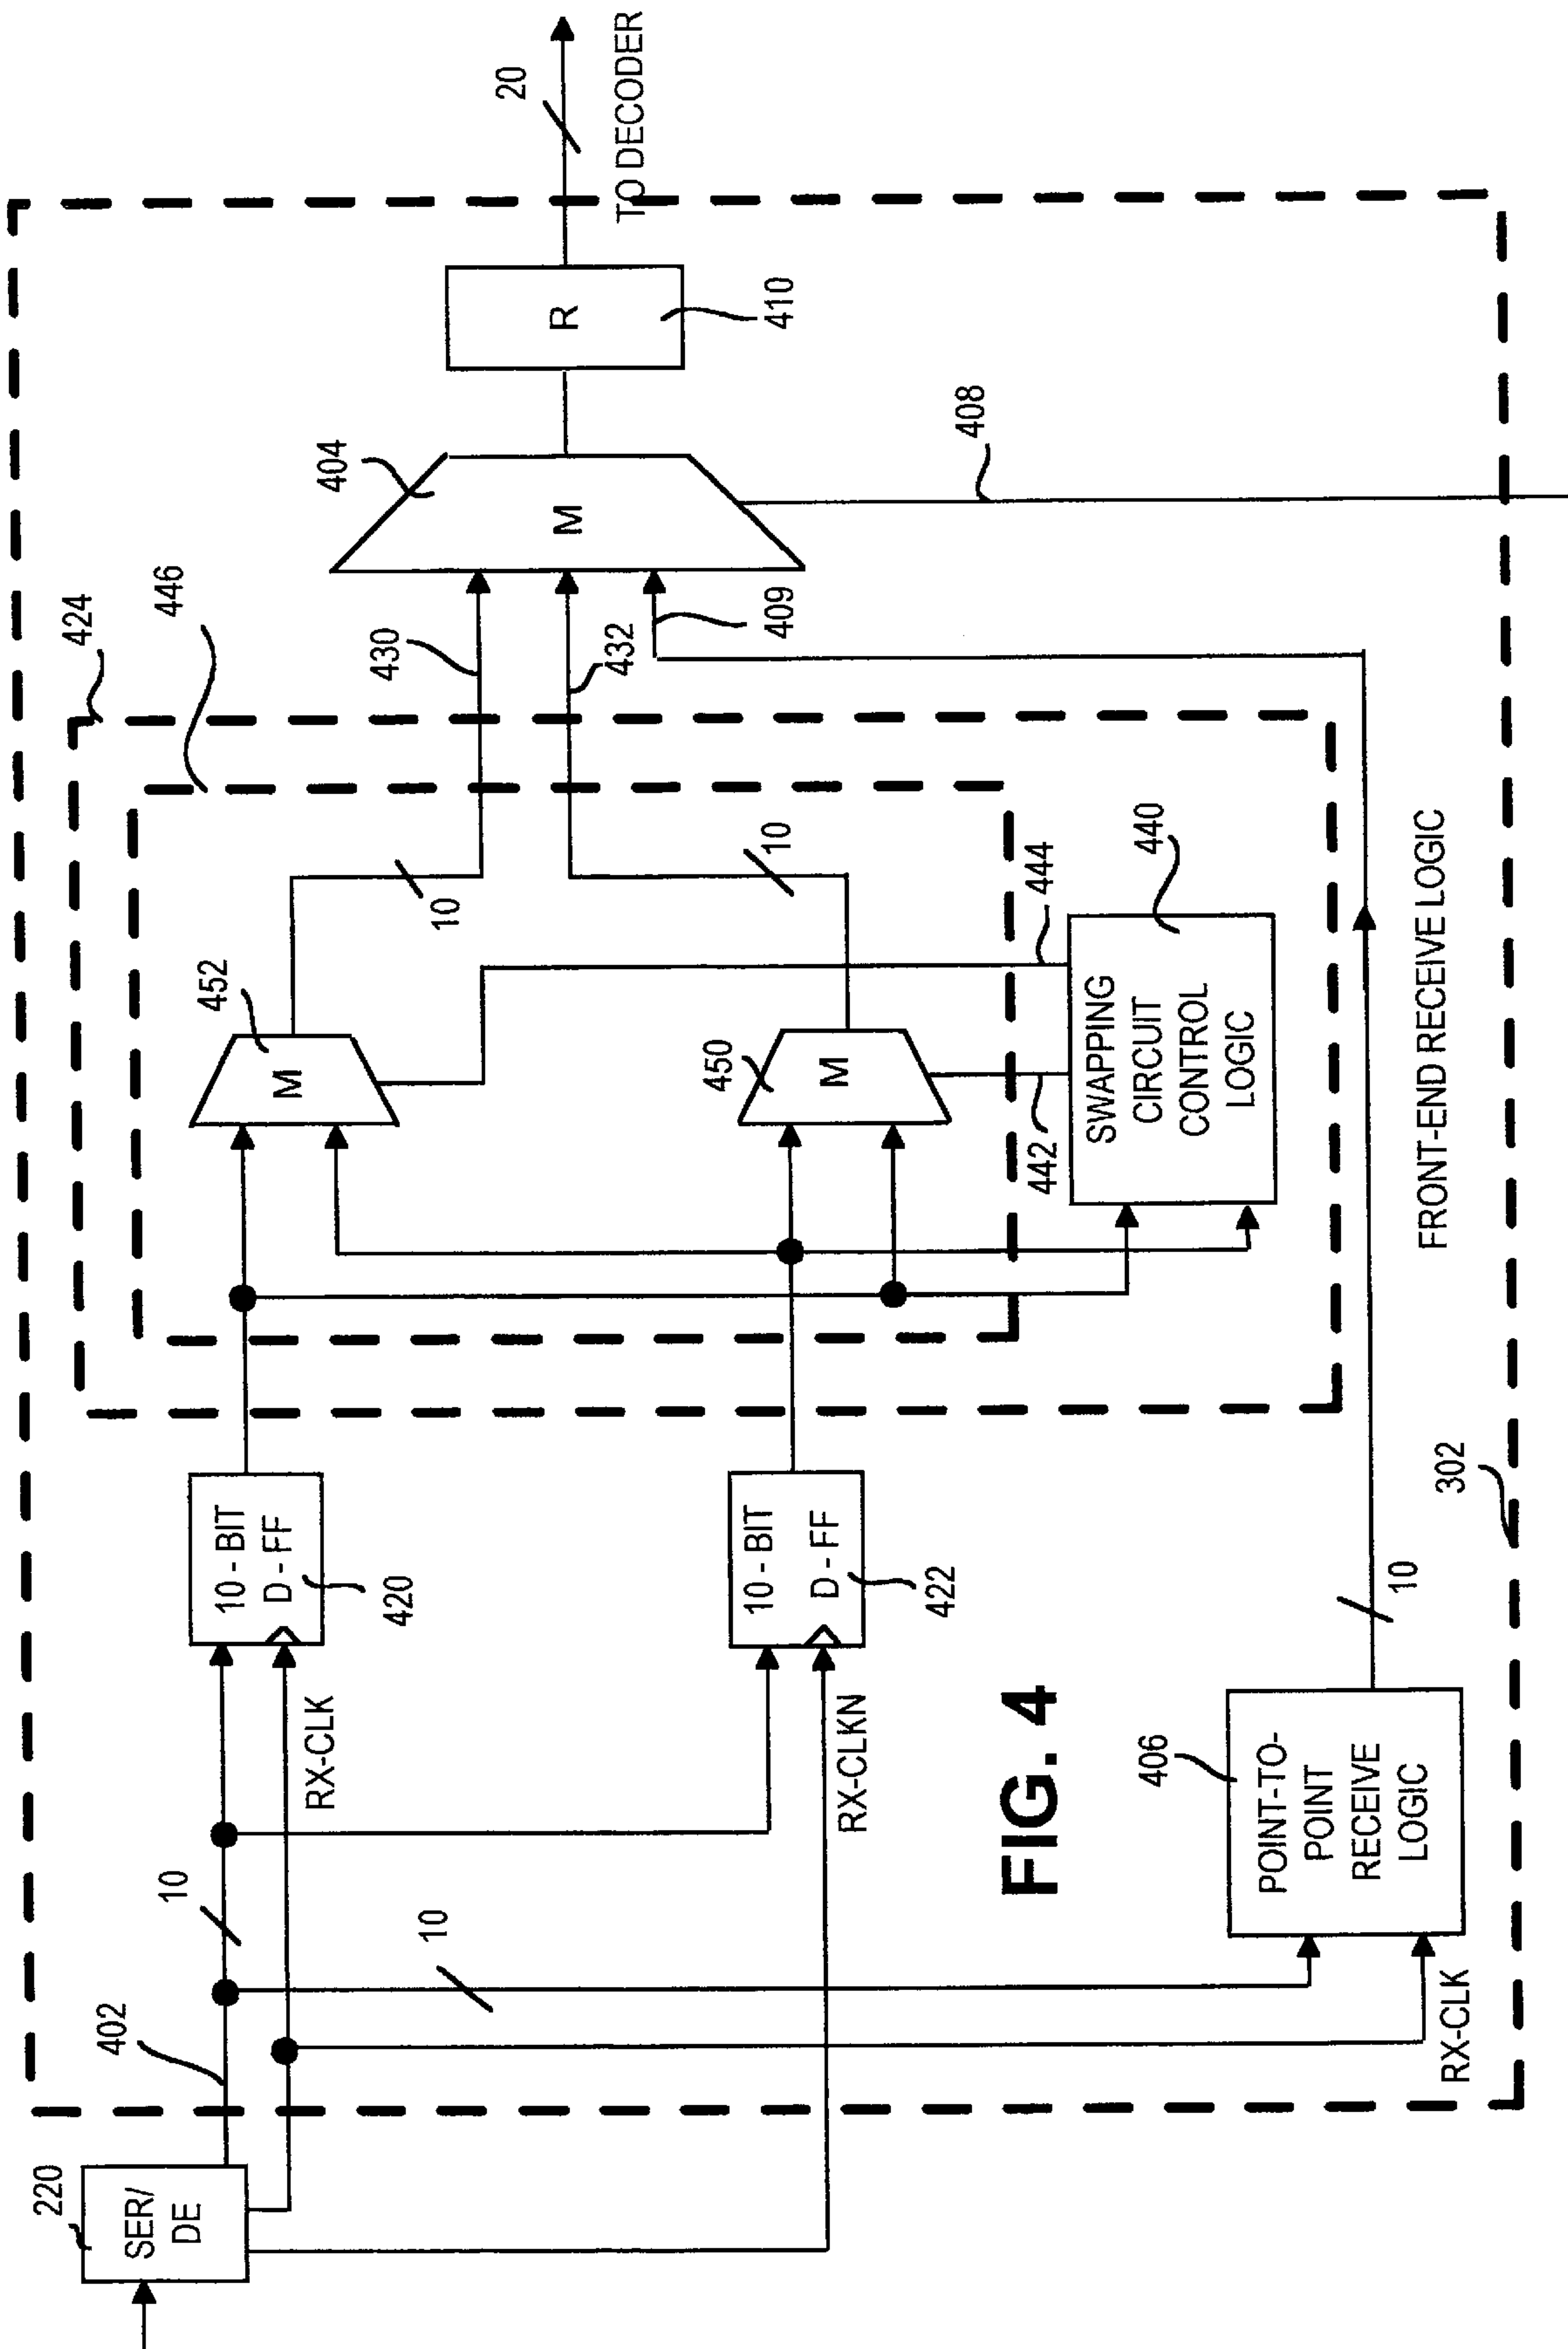 220
SER/
DE
402
10
10
RX-CLK
RX-CLKN
RX-CLK
10 - BIT
D - FF
420
10 - BIT
D - FF
422
406
POINT-TO-
POINT
RECEIVE
LOGIC
10
302
FIG. 4
424
446
452
M
10
450
M
10
442
444
440
SWAPPING
CIRCUIT
CONTROL
LOGIC
FRONT-END RECEIVE LOGIC
430
432
409
404
M
408
R
410
20
TO DECODER